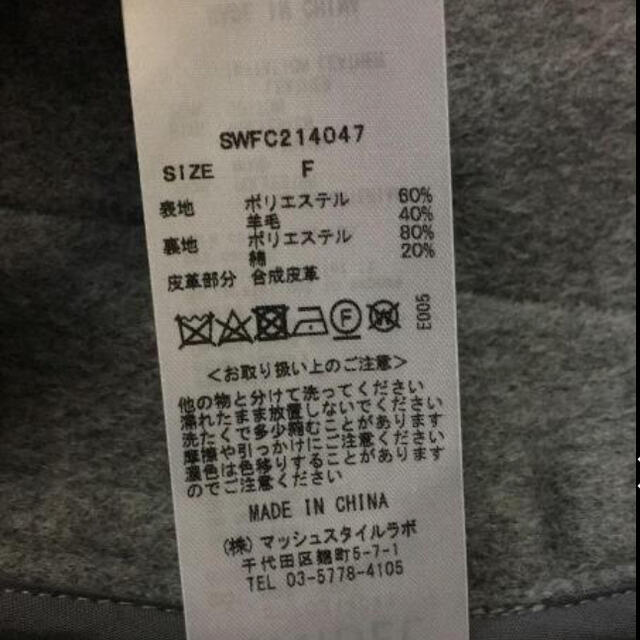 SWFC214047
SIZE F
表地 ポリエステル 60%
羊毛 40%
裏地 ポリエステル 80%
綿 20%
皮革部分 合成皮革
F
E005
<お取り扱い上のご注意>
他の物と分けて洗ってください
濡れたまま放置しないでください
洗たくで多少縮むことがあります
摩擦や引っかけにご注意ください
濃色は色移りすることがあります
のでご注意ください
MADE IN CHINA
(株)マッシュスタイルラボ
千代田区麹町5-7-1
TEL 03-5778-4105